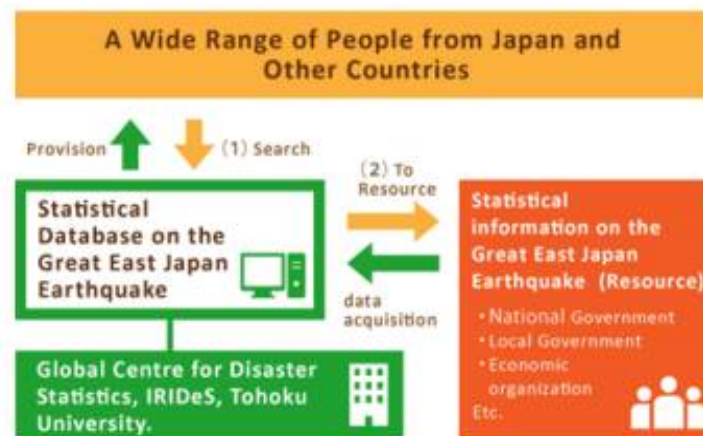 A Wide Range of People from Japan and
Other Countries
Provision
(1) Search
(2) To
Resource
Statistical
Database on the
Great East Japan
Earthquake
data
acquisition
Statistical
information on the
Great East Japan
Earthquake (Resource)
・National Government
・Local Government
・Economic
organization
Etc.
Global Centre for Disaster
Statistics, IRIDeS, Tohoku
University.